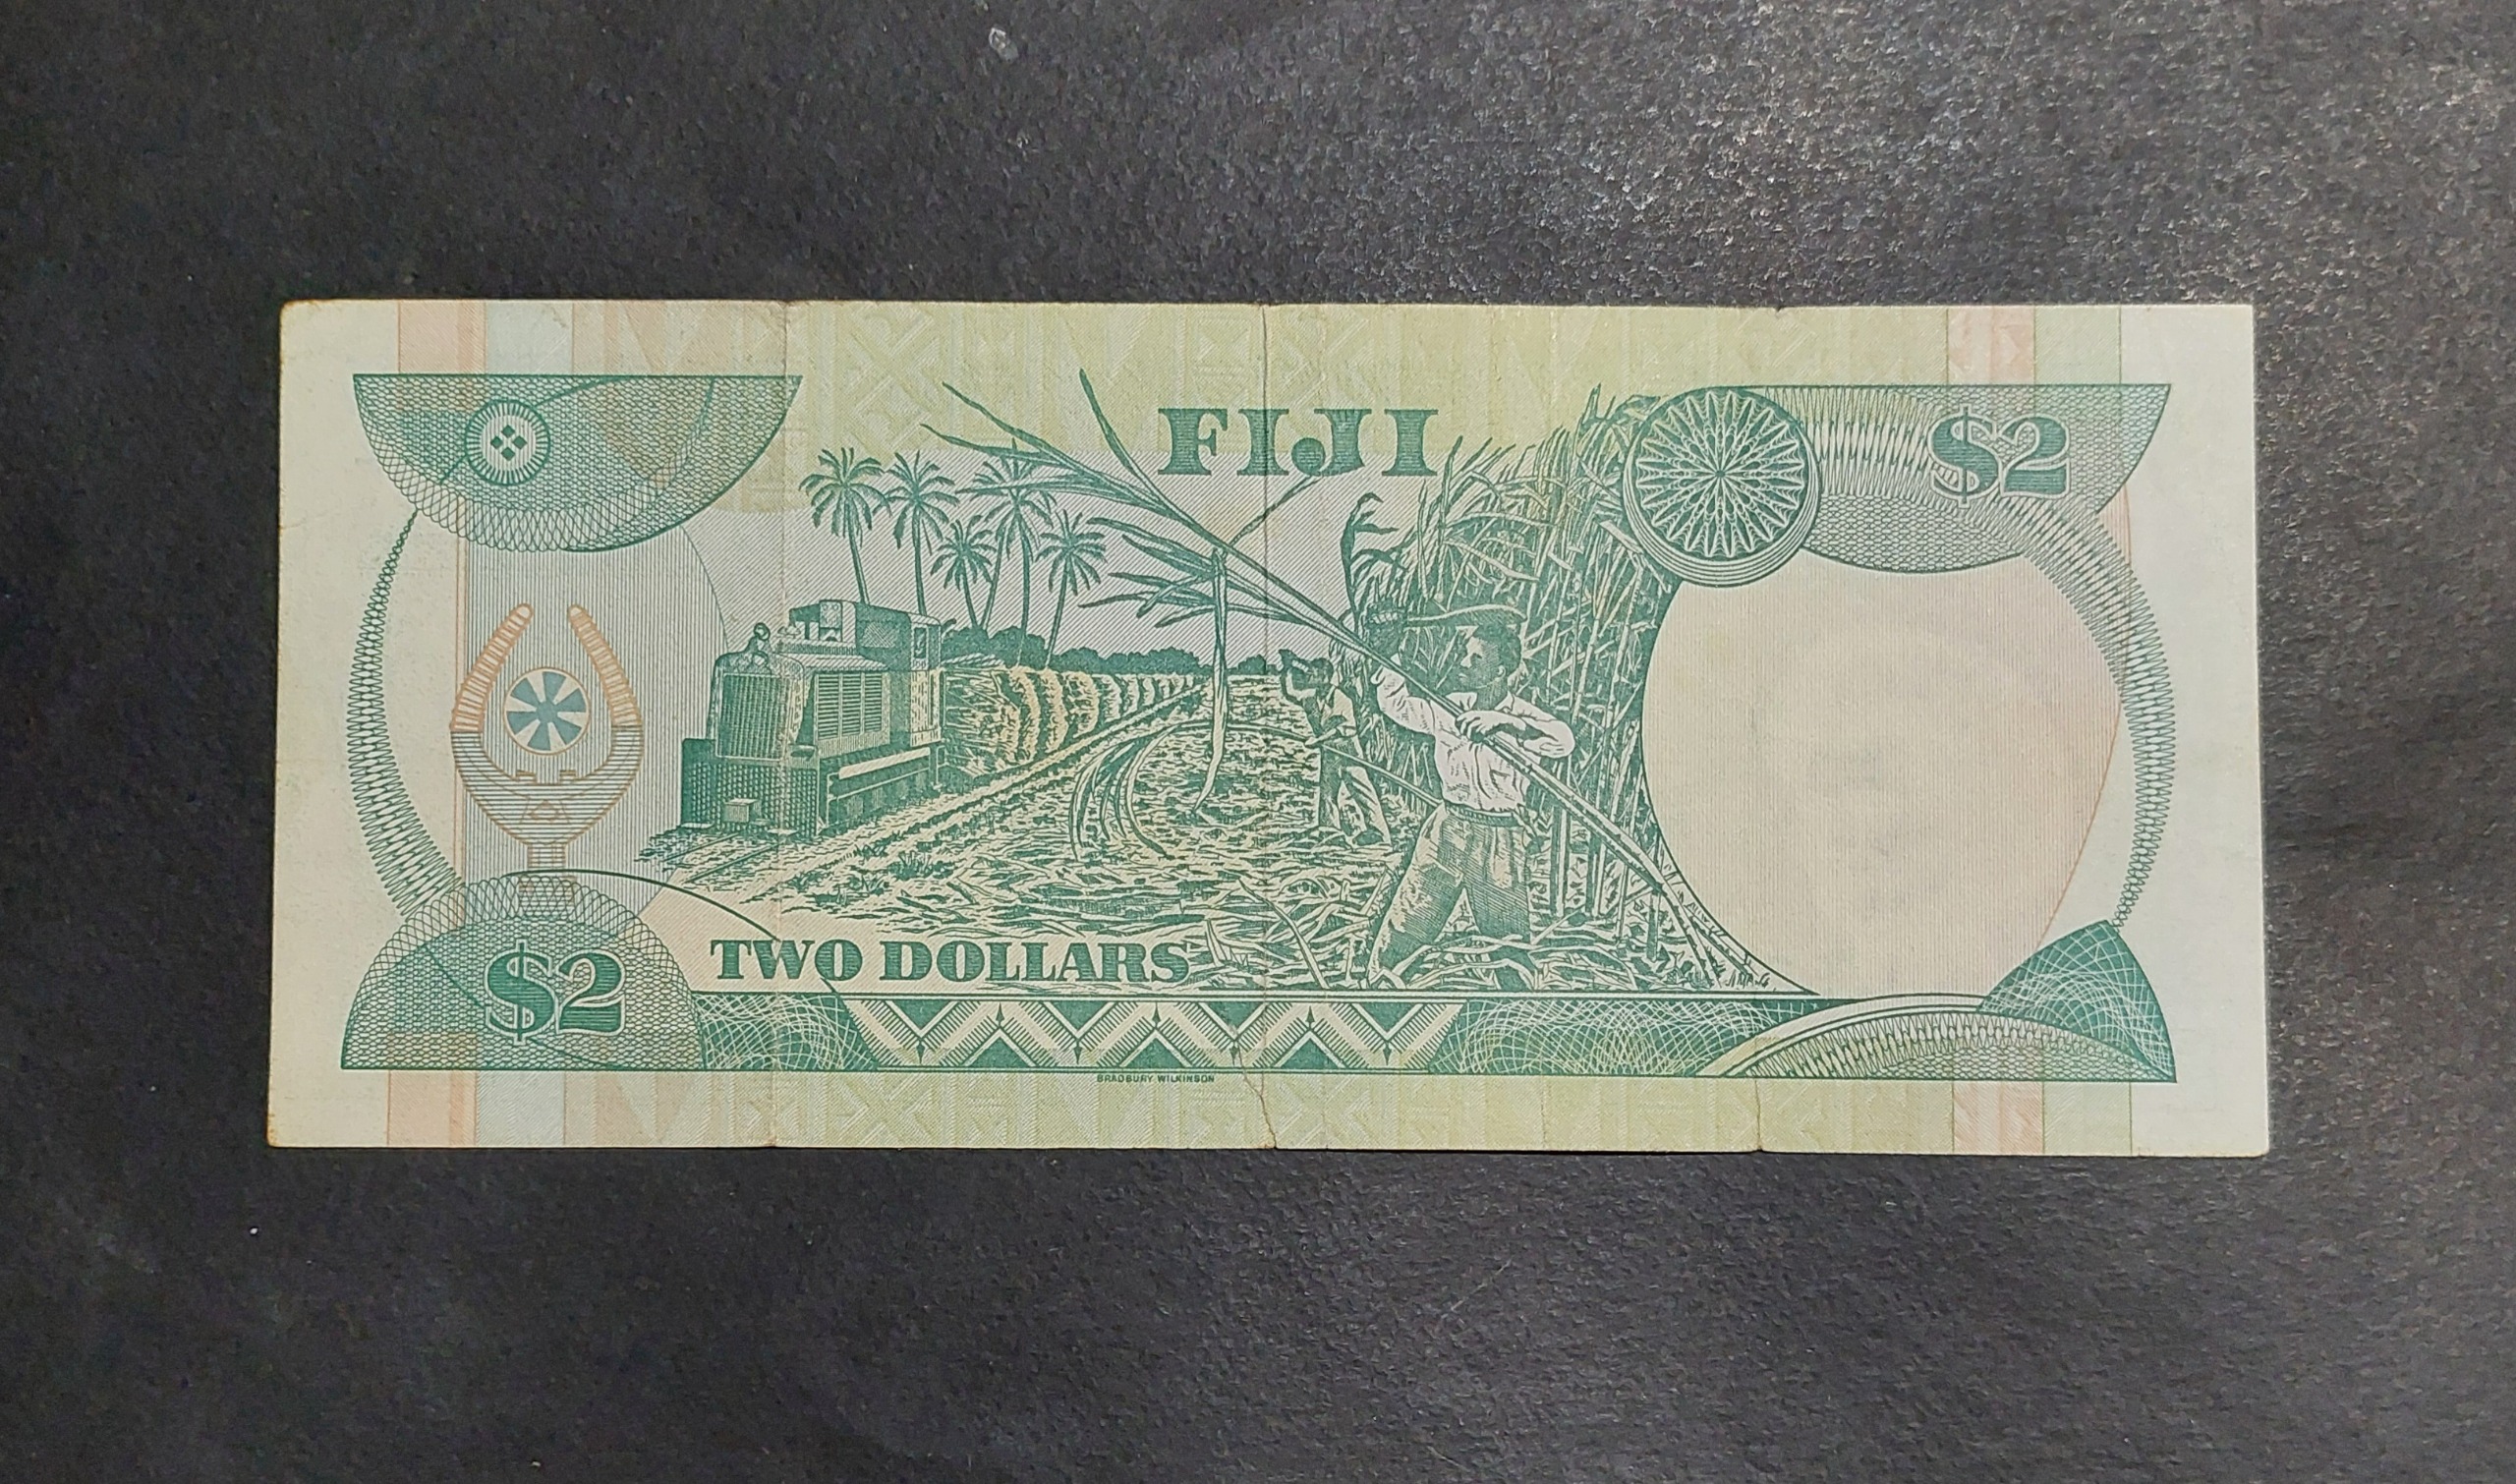 FIJI
$2
TWO DOLLARS
$2
BRADBURY WILKINSON